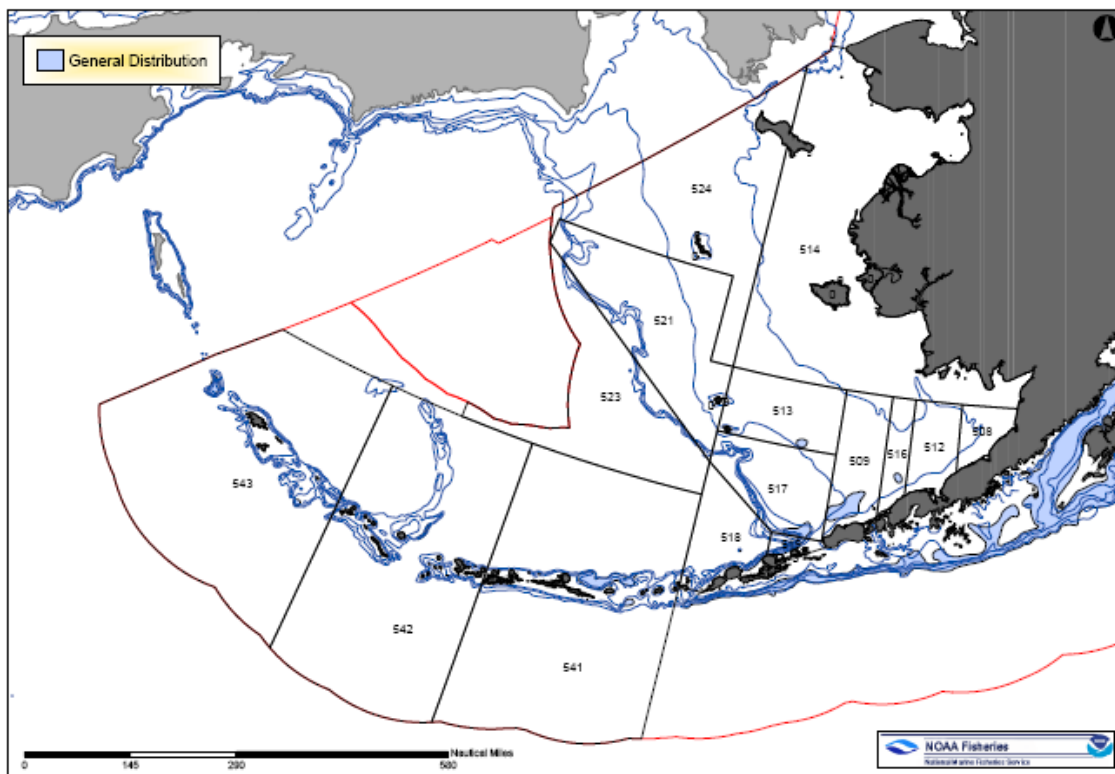 General Distribution
524
514
521
523
513
508
512
516
509
517
518
543
542
541
Nautical Miles
0 145 290 580
NOAA Fisheries
National Marine Fisheries Service